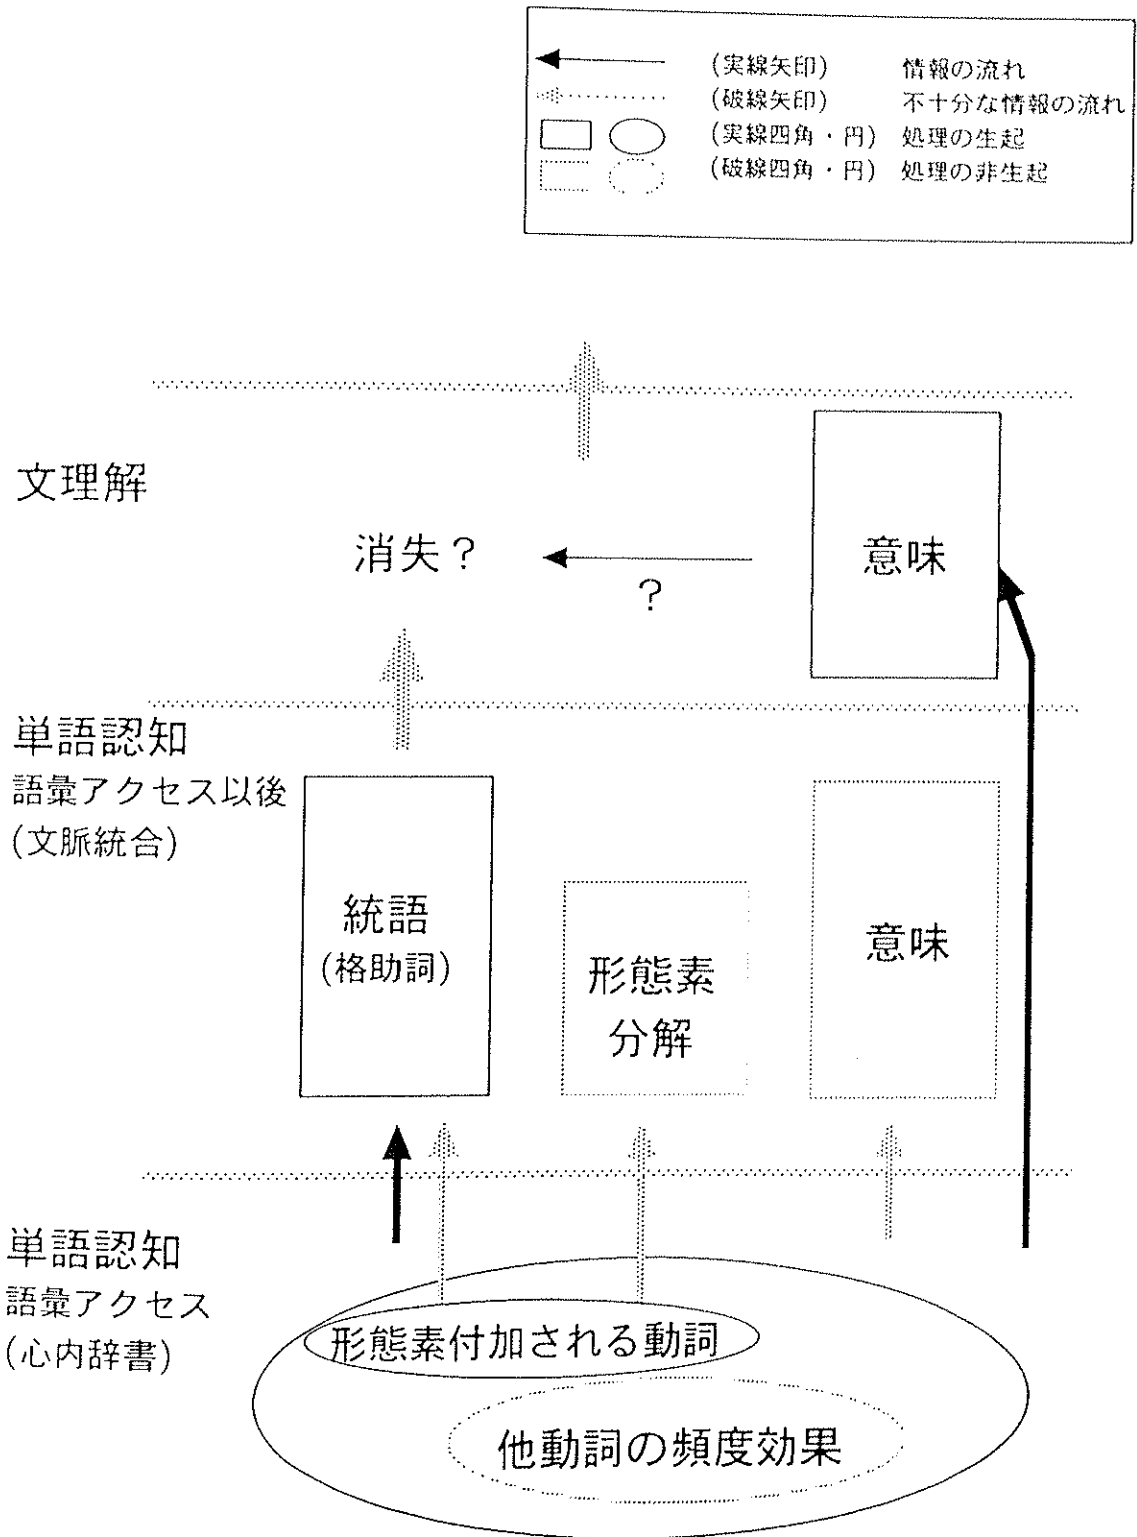 (実線矢印) 情報の流れ
(破線矢印) 不十分な情報の流れ
(実線四角・円) 処理の生起
(破線四角・円) 処理の非生起
文理解
消失?
?
意味
単語認知
語彙アクセス以後
(文脈統合)
統語
(格助詞)
形態素
分解
意味
単語認知
語彙アクセス
(心内辞書)
形態素付加される動詞
他動詞の頻度効果